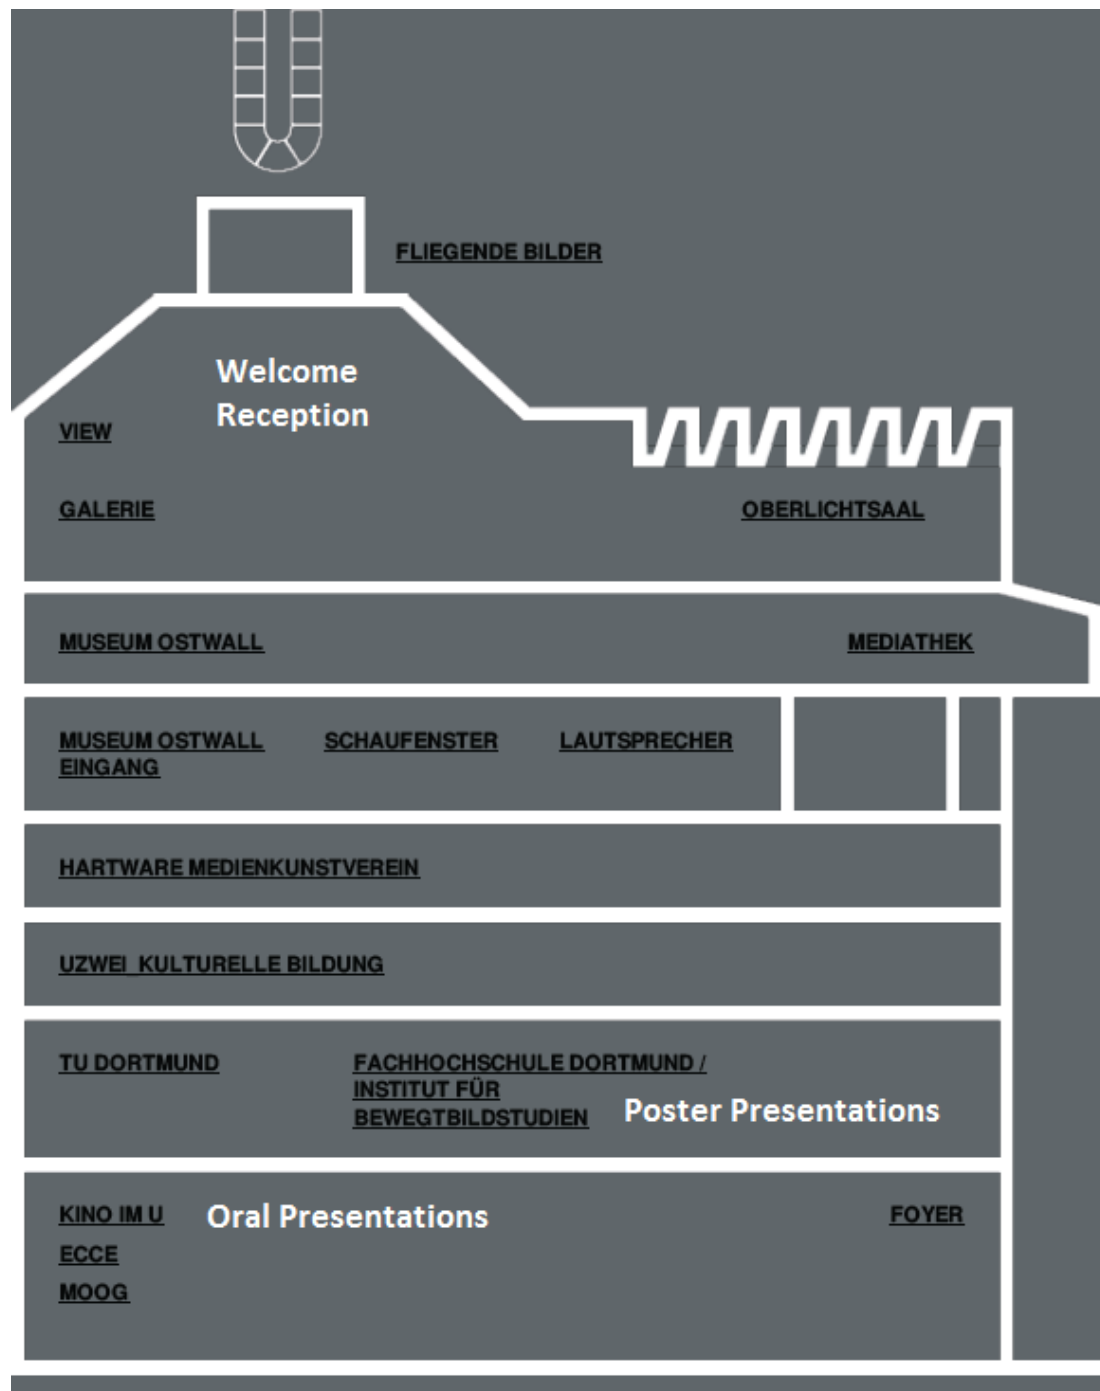 FLIEGENDE BILDER
Welcome
Reception
VIEW
GALERIE
OBERLICHTSAAL
MUSEUM OSTWALL
MEDIATHEK
MUSEUM OSTWALL
EINGANG
SCHAUFENSTER
LAUTSPRECHER
HARTWARE MEDIENKUNSTVEREIN
UZWEI_KULTURELLE BILDUNG
TU DORTMUND
FACHHOCHSCHULE DORTMUND /
INSTITUT FÜR
BEWEGTBILDSTUDIEN
Poster Presentations
KINO IM U
Oral Presentations
FOYER
ECCE
MOOG